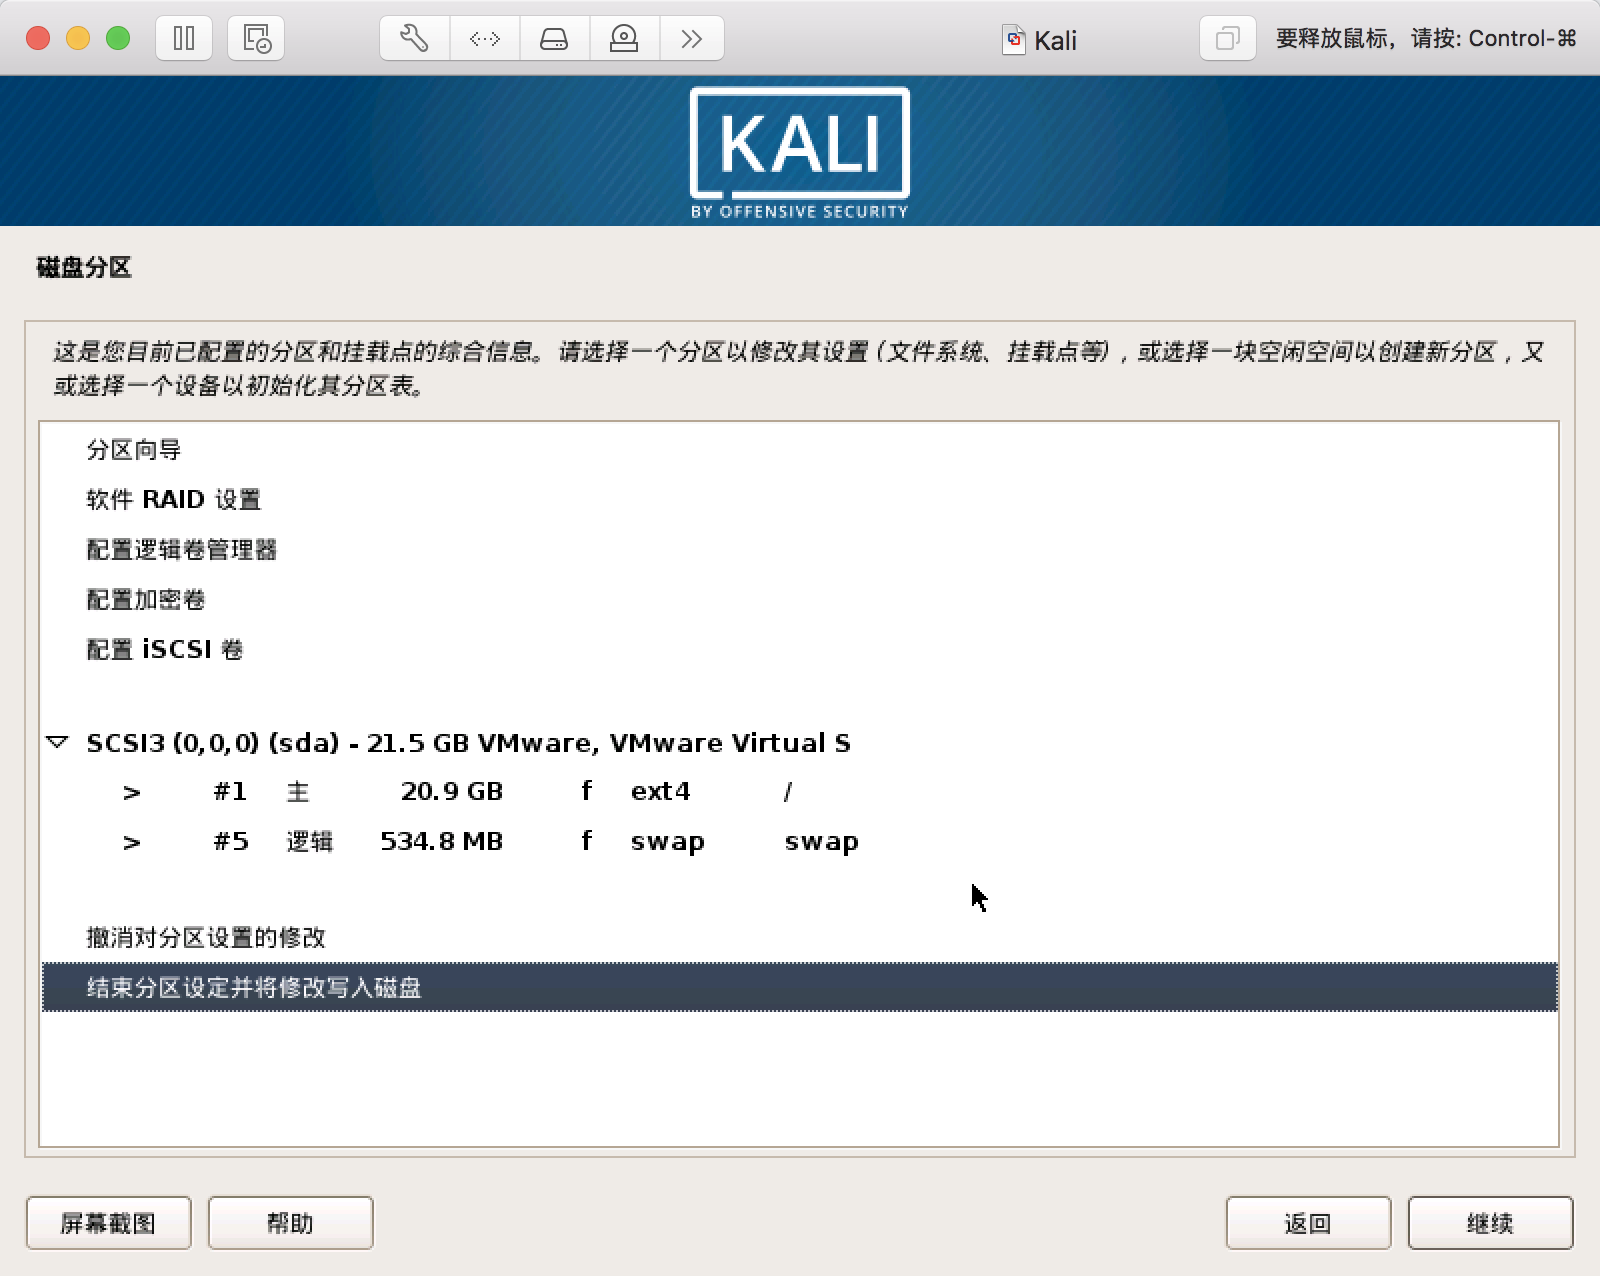 Kali
要释放鼠标，请按: Control-⌘
KALI
BY OFFENSIVE SECURITY
磁盘分区
这是您目前已配置的分区和挂载点的综合信息。请选择一个分区以修改其设置 (文件系统、挂载点等)，或选择一块空闲空间以创建新分区，又
或选择一个设备以初始化其分区表。
分区向导
软件 RAID 设置
配置逻辑卷管理器
配置加密卷
配置 iSCSI 卷
SCSI3 (0,0,0) (sda) - 21.5 GB VMware, VMware Virtual S
> #1 主 20.9 GB f ext4 /
> #5 逻辑 534.8 MB f swap swap
撤消对分区设置的修改
结束分区设定并将修改写入磁盘
屏幕截图 帮助 返回 继续